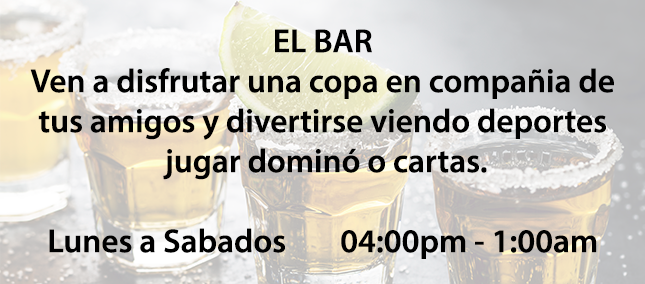 EL BAR
Ven a disfrutar una copa en compañia de
tus amigos y divertirse viendo deportes
jugar dominó o cartas.
Lunes a Sabados 04:00pm - 1:00am